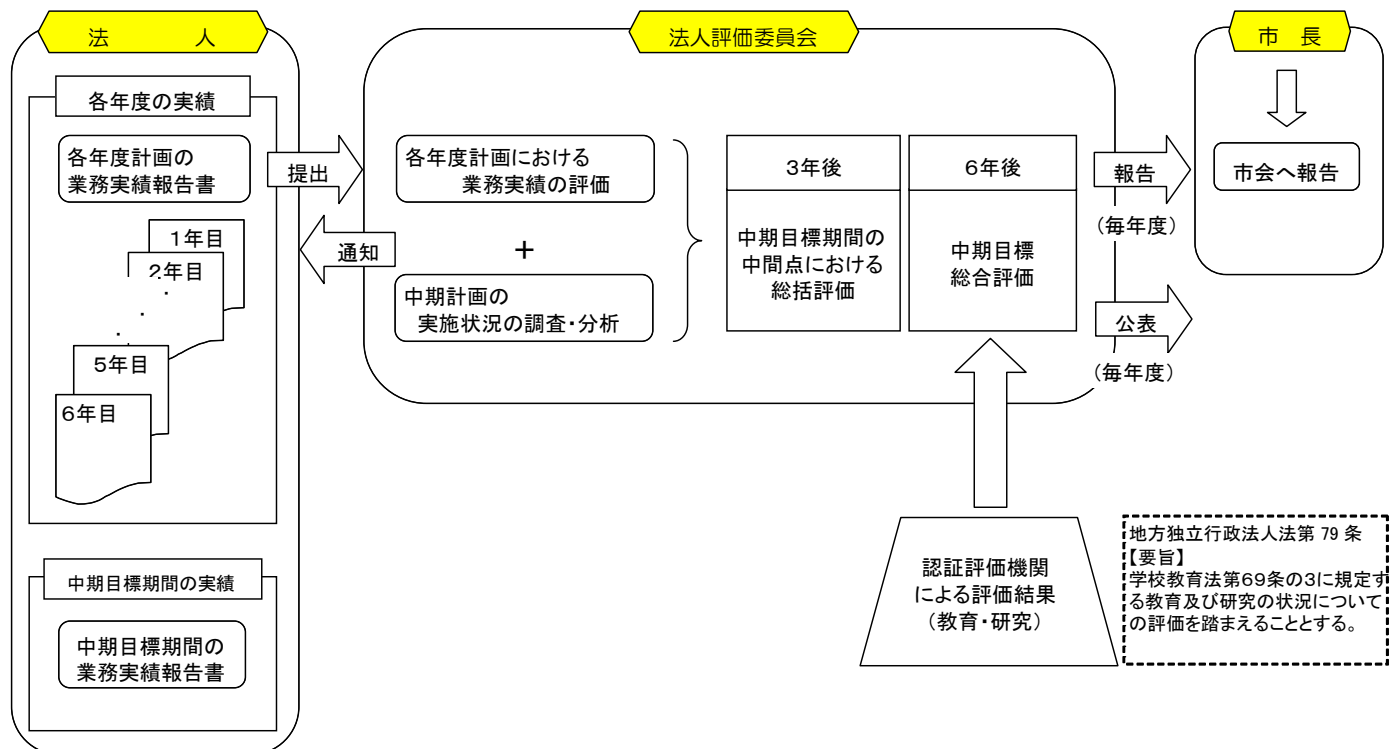 法　　　人
各年度の実績
各年度計画の
業務実績報告書
1年目
2年目
・
・
・
5年目
6年目
中期目標期間の実績
中期目標期間の
業務実績報告書
提出
通知
法人評価委員会
各年度計画における
業務実績の評価
+
中期計画の
実施状況の調査・分析
3年後
中期目標期間の
中間点における
総括評価
6年後
中期目標
総合評価
認証評価機関
による評価結果
(教育・研究)
報告
(毎年度)
公表
(毎年度)
市　長
市会へ報告
地方独立行政法人法第 79 条
【要旨】
学校教育法第69条の3に規定す
る教育及び研究の状況について
の評価を踏まえることとする。